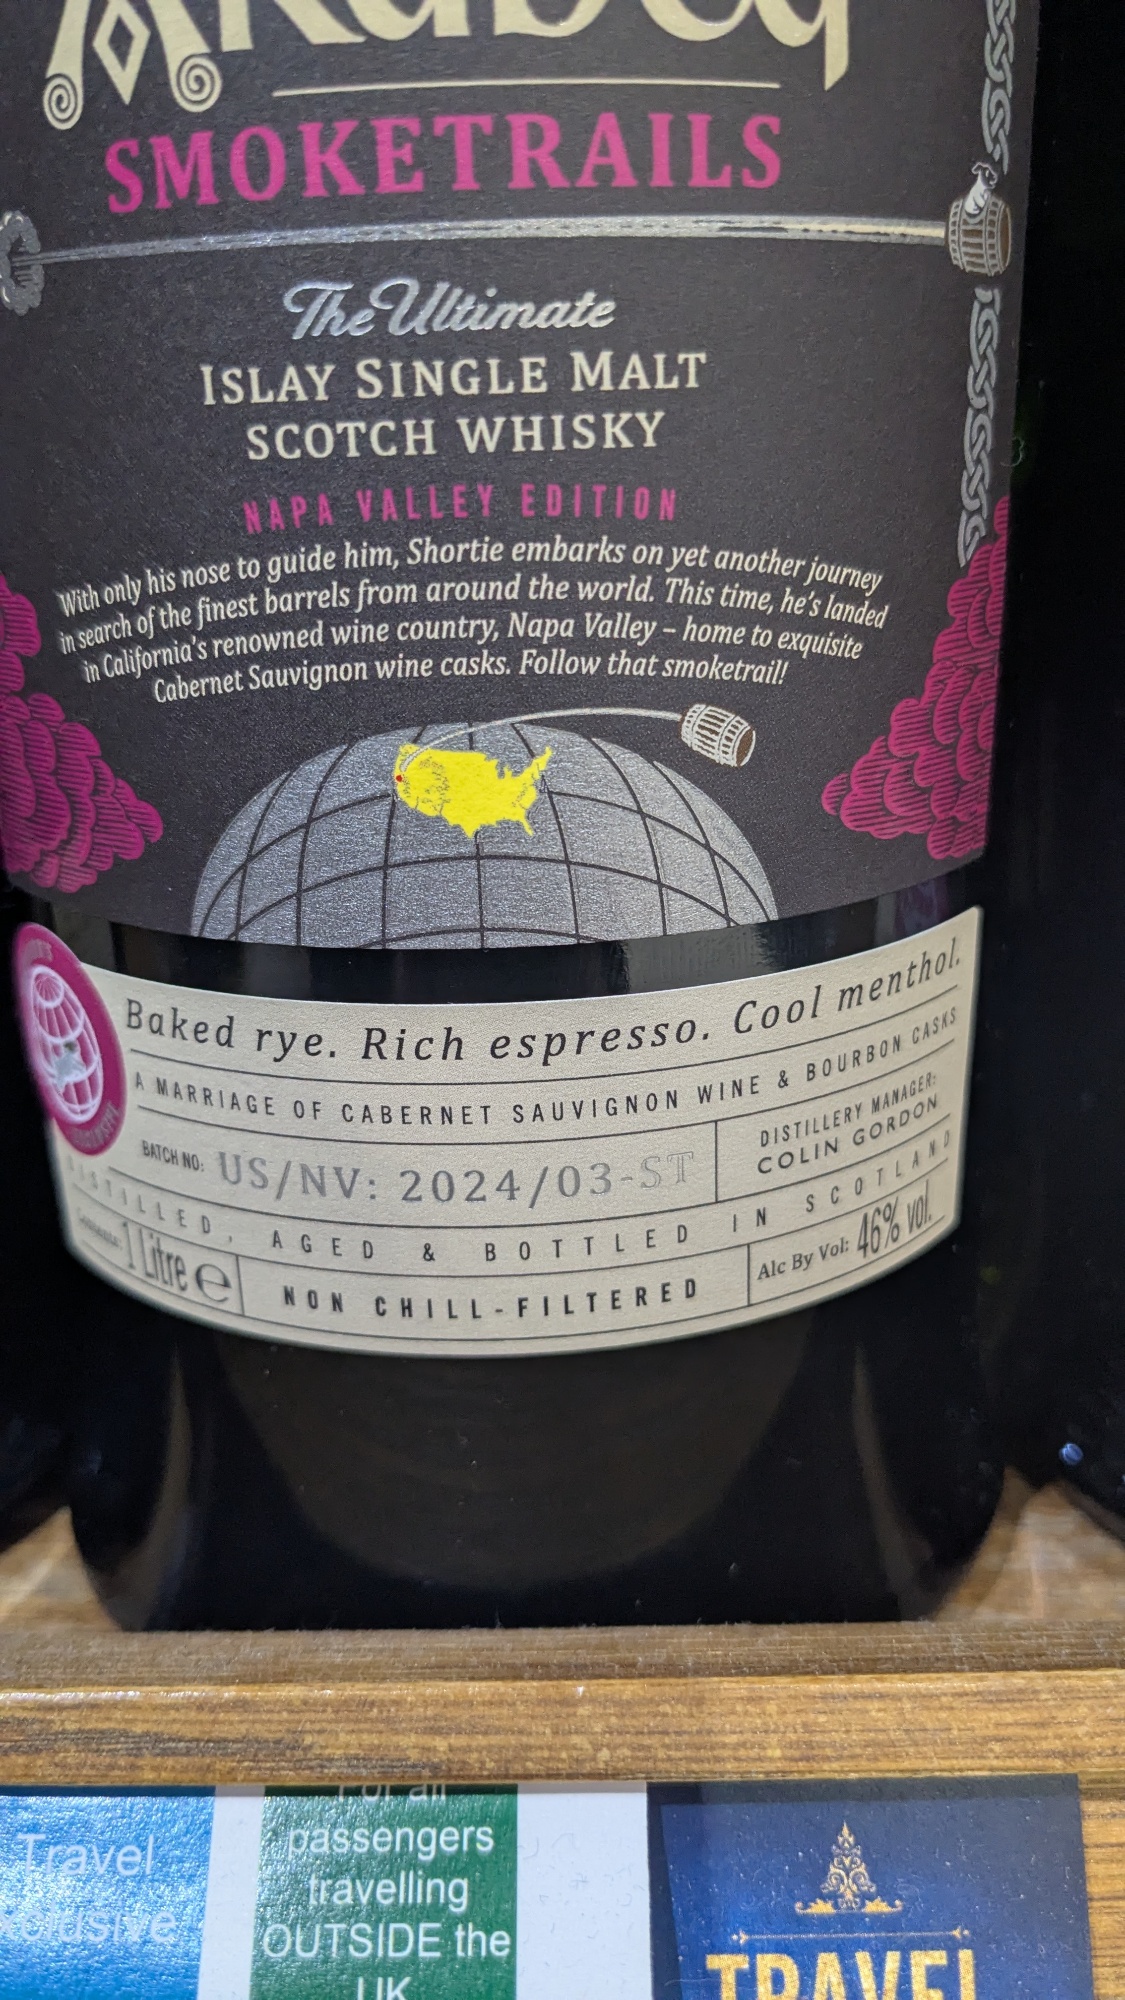 Ardbeg
SMOKETRAILS
The Ultimate
ISLAY SINGLE MALT
SCOTCH WHISKY
NAPA VALLEY EDITION
With only his nose to guide him, Shortie embarks on yet another journey
in search of the finest barrels from around the world. This time, he's landed
in California's renowned wine country, Napa Valley – home to exquisite
Cabernet Sauvignon wine casks. Follow that smoketrail!
Baked rye. Rich espresso. Cool menthol.
A MARRIAGE OF CABERNET SAUVIGNON WINE & BOURBON CASKS
BATCH NO: US/NV: 2024/03-ST
DISTILLERY MANAGER:
COLIN GORDON
DISTILLED, AGED & BOTTLED IN SCOTLAND
1 Litre ℮
NON CHILL-FILTERED
Alc By Vol: 46% vol.
Travel
xclusive
For all
passengers
travelling
OUTSIDE the
UK
TRAVEL